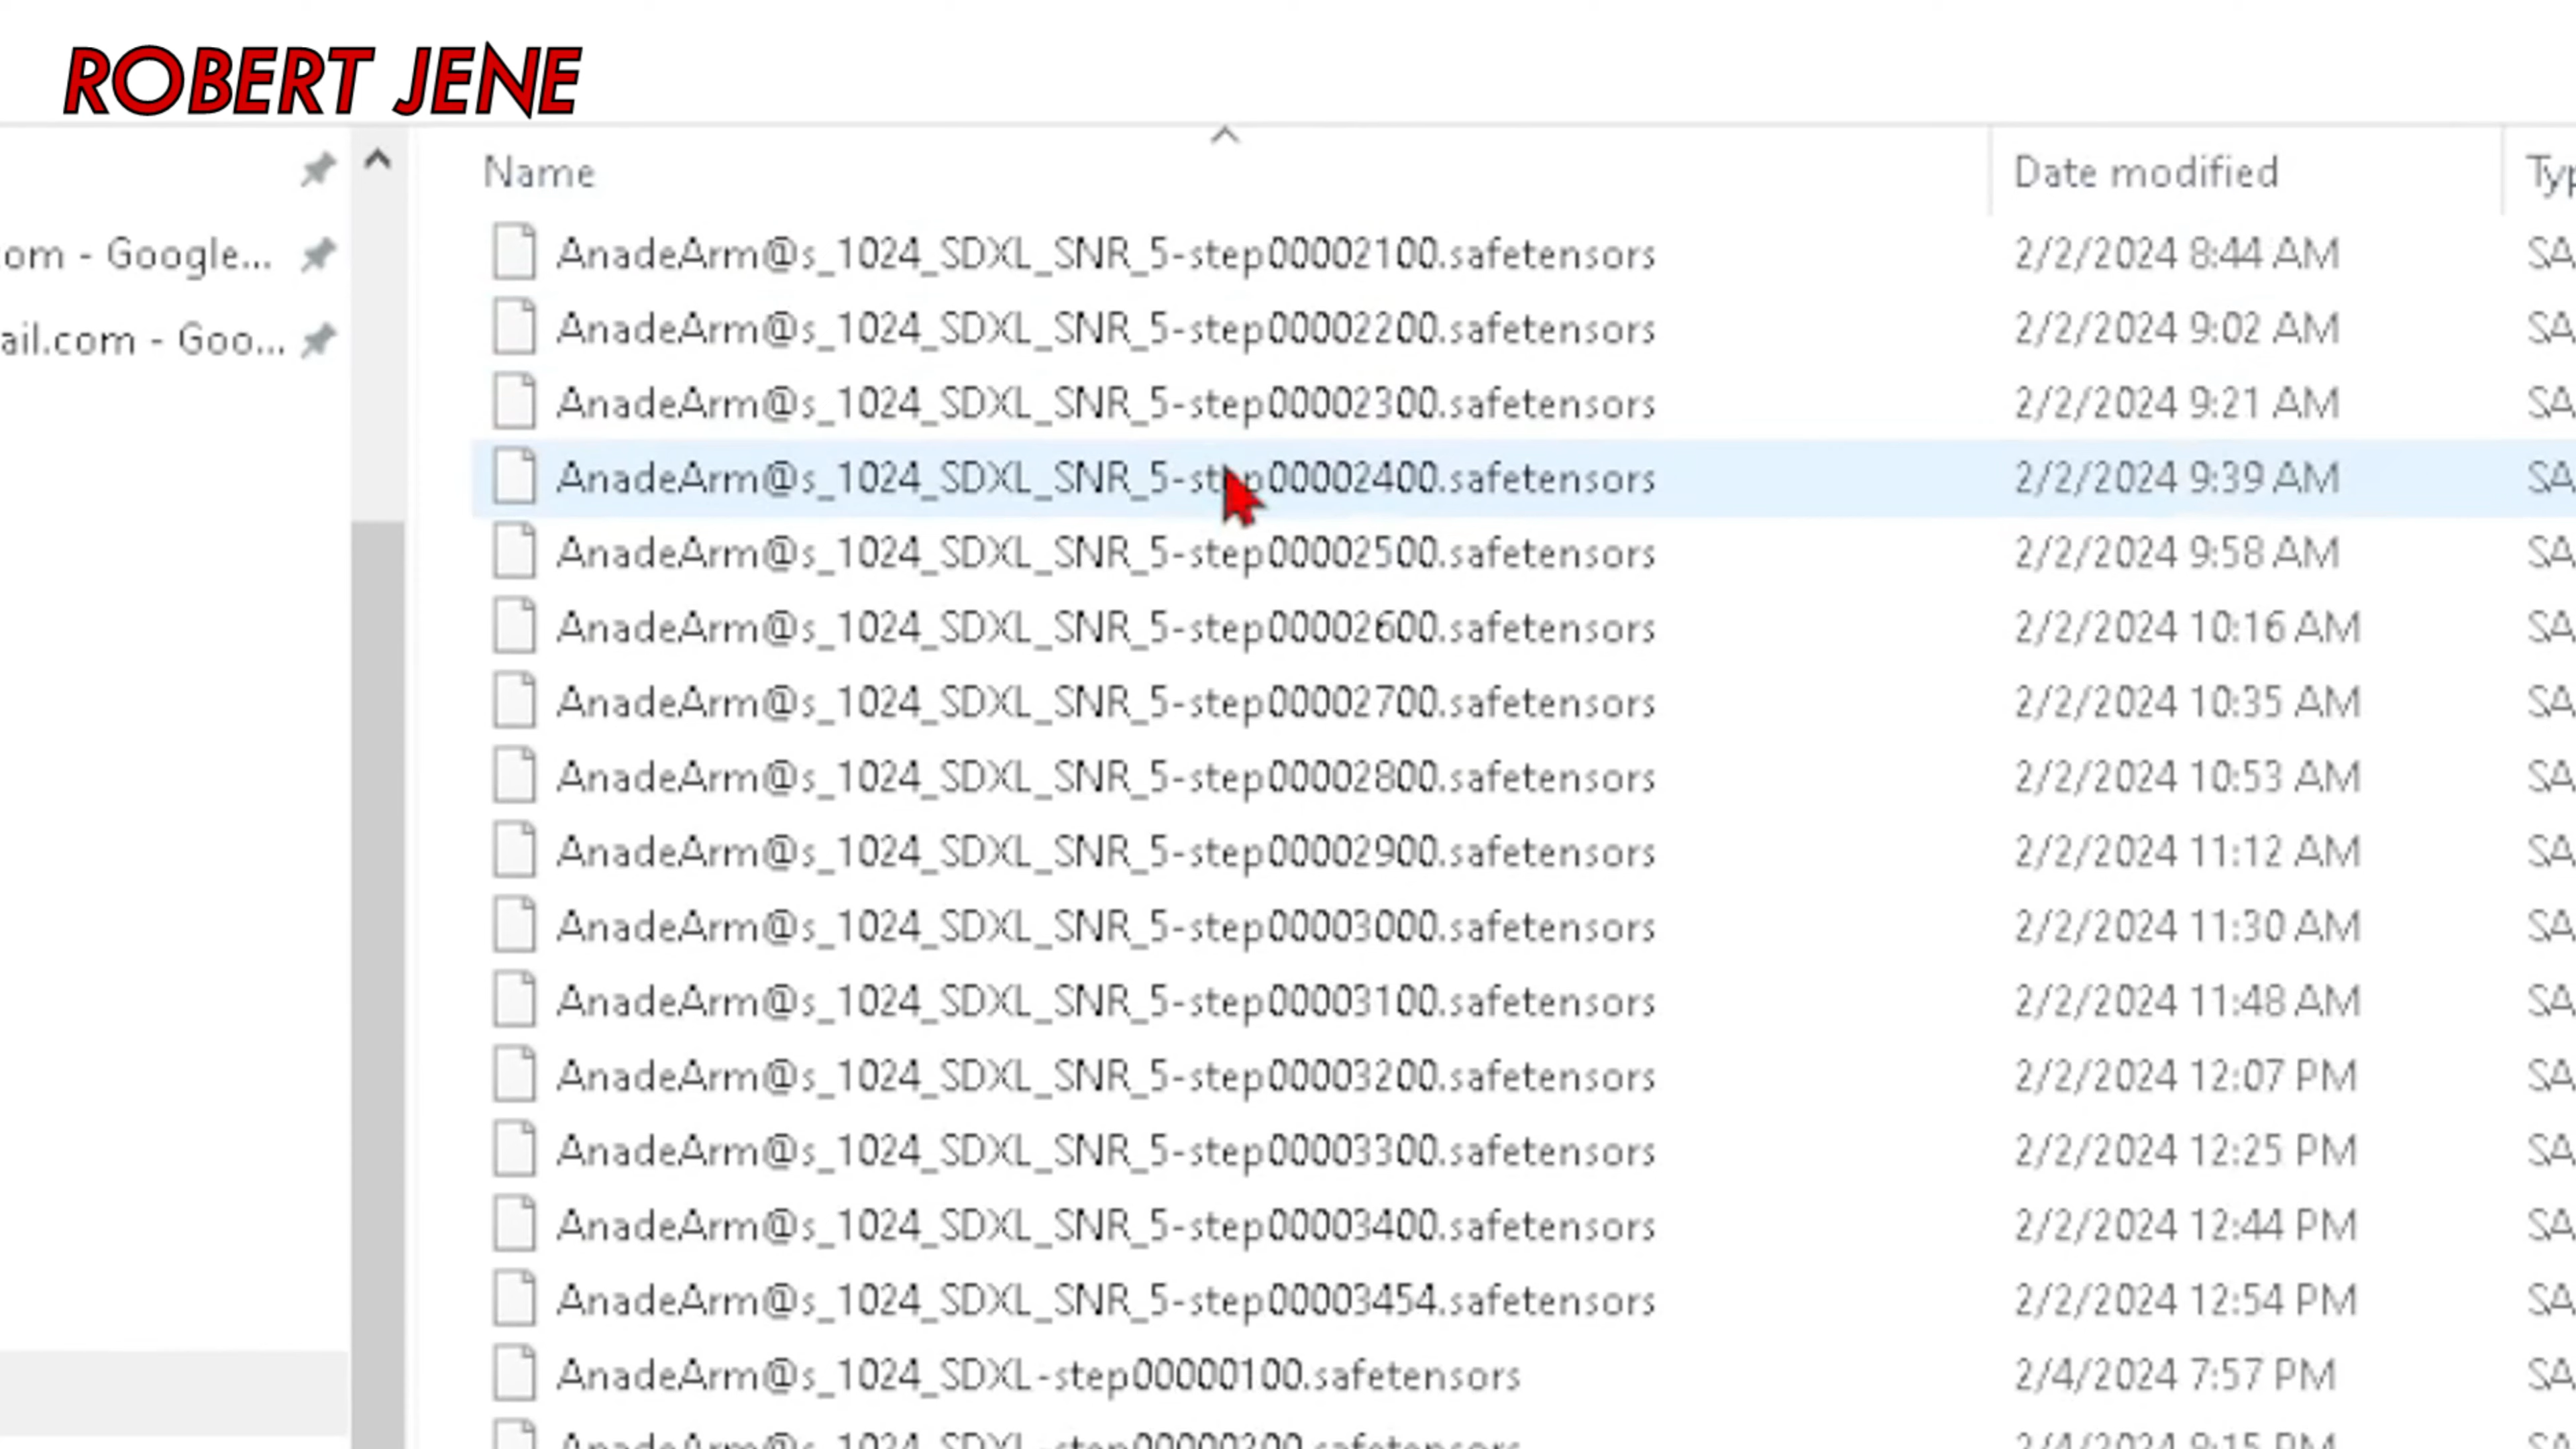 ROBERT JENE
Name Date modified Typ
om - Google...
ail.com - Goo...
AnadeArm@s_1024_SDXL_SNR_5-step00002100.safetensors 2/2/2024 8:44 AM SA
AnadeArm@s_1024_SDXL_SNR_5-step00002200.safetensors 2/2/2024 9:02 AM SA
AnadeArm@s_1024_SDXL_SNR_5-step00002300.safetensors 2/2/2024 9:21 AM SA
AnadeArm@s_1024_SDXL_SNR_5-step00002400.safetensors 2/2/2024 9:39 AM SA
AnadeArm@s_1024_SDXL_SNR_5-step00002500.safetensors 2/2/2024 9:58 AM SA
AnadeArm@s_1024_SDXL_SNR_5-step00002600.safetensors 2/2/2024 10:16 AM SA
AnadeArm@s_1024_SDXL_SNR_5-step00002700.safetensors 2/2/2024 10:35 AM SA
AnadeArm@s_1024_SDXL_SNR_5-step00002800.safetensors 2/2/2024 10:53 AM SA
AnadeArm@s_1024_SDXL_SNR_5-step00002900.safetensors 2/2/2024 11:12 AM SA
AnadeArm@s_1024_SDXL_SNR_5-step00003000.safetensors 2/2/2024 11:30 AM SA
AnadeArm@s_1024_SDXL_SNR_5-step00003100.safetensors 2/2/2024 11:48 AM SA
AnadeArm@s_1024_SDXL_SNR_5-step00003200.safetensors 2/2/2024 12:07 PM SA
AnadeArm@s_1024_SDXL_SNR_5-step00003300.safetensors 2/2/2024 12:25 PM SA
AnadeArm@s_1024_SDXL_SNR_5-step00003400.safetensors 2/2/2024 12:44 PM SA
AnadeArm@s_1024_SDXL_SNR_5-step00003454.safetensors 2/2/2024 12:54 PM SA
AnadeArm@s_1024_SDXL-step00000100.safetensors 2/4/2024 7:57 PM SA